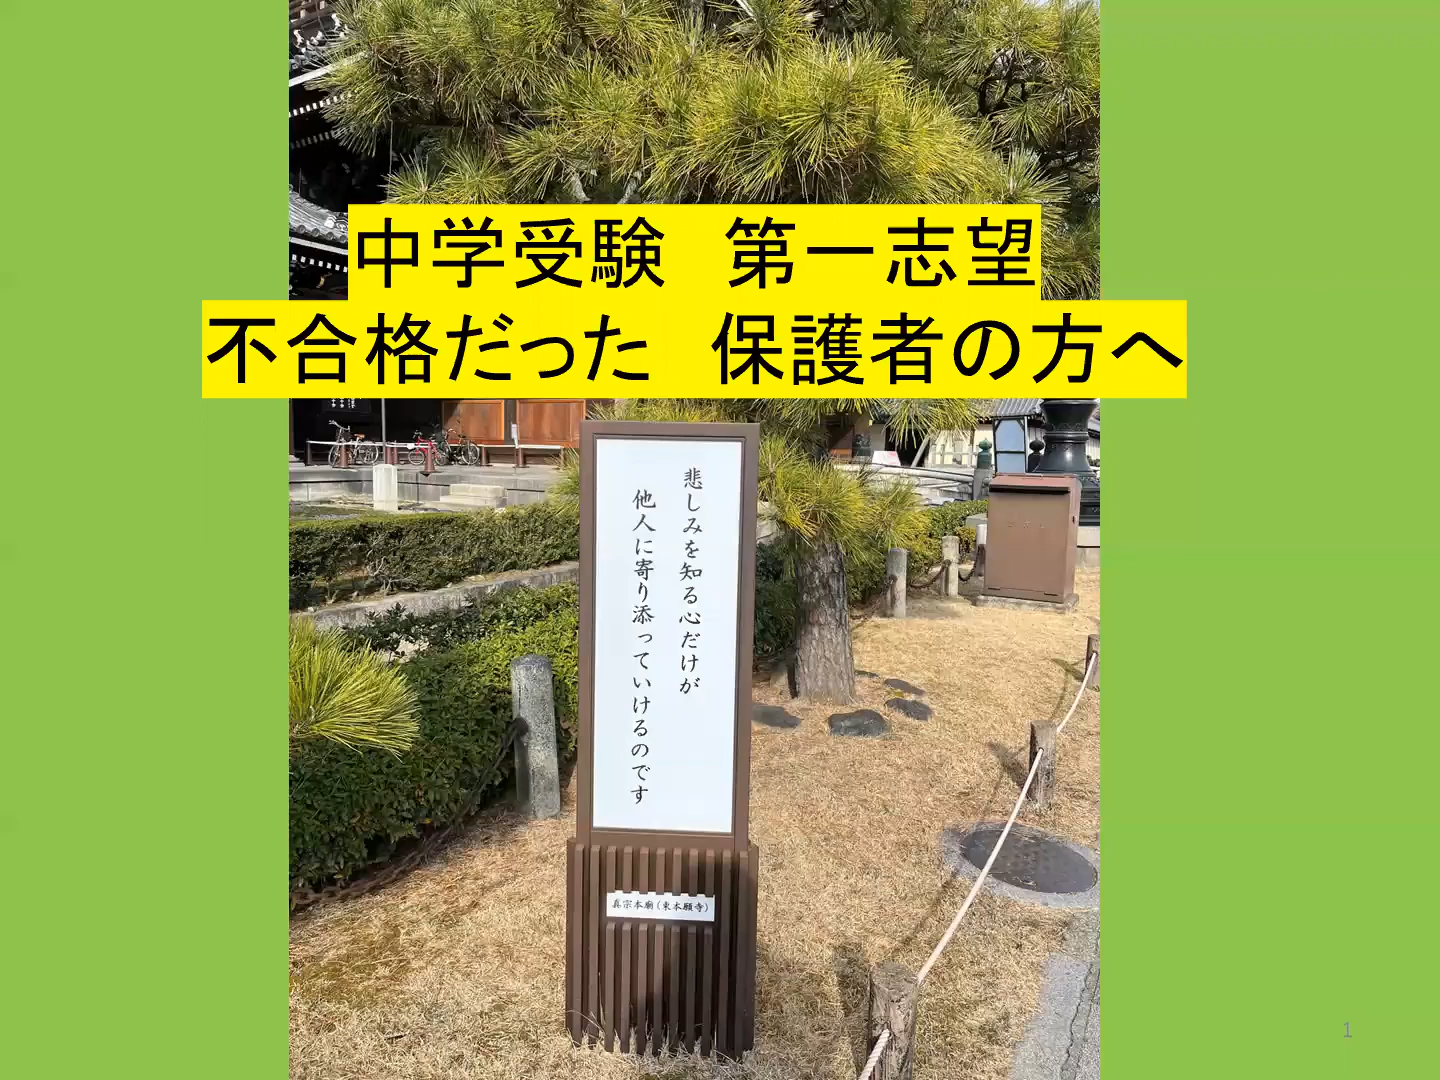 中学受験　第一志望
不合格だった　保護者の方へ
悲しみを知る心だけが
他人に寄り添っていけるのです
真宗本廟（東本願寺）
1